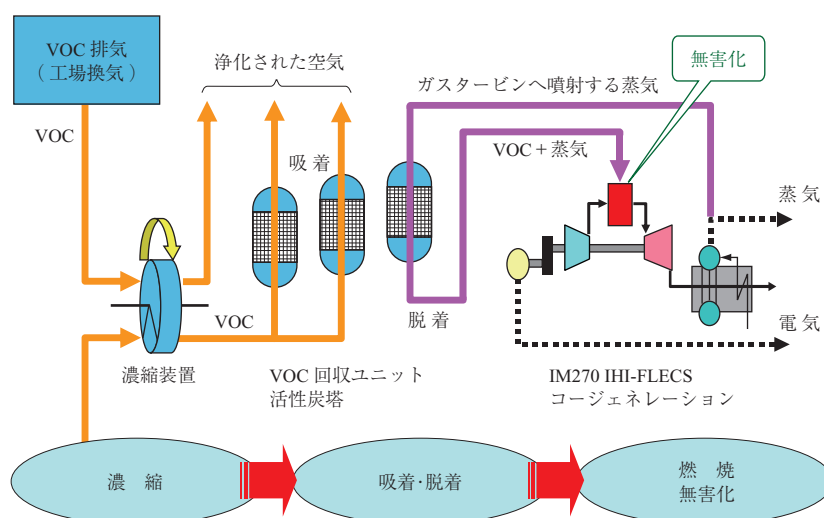 VOC 排気
( 工場換気 )
浄化された空気
無害化
ガスタービンへ噴射する蒸気
VOC
吸 着
VOC + 蒸気
蒸 気
VOC
脱 着
電 気
濃縮装置
VOC 回収ユニット
活性炭塔
IM270 IHI-FLECS
コージェネレーション
濃 縮
吸着・脱着
燃 焼
無害化